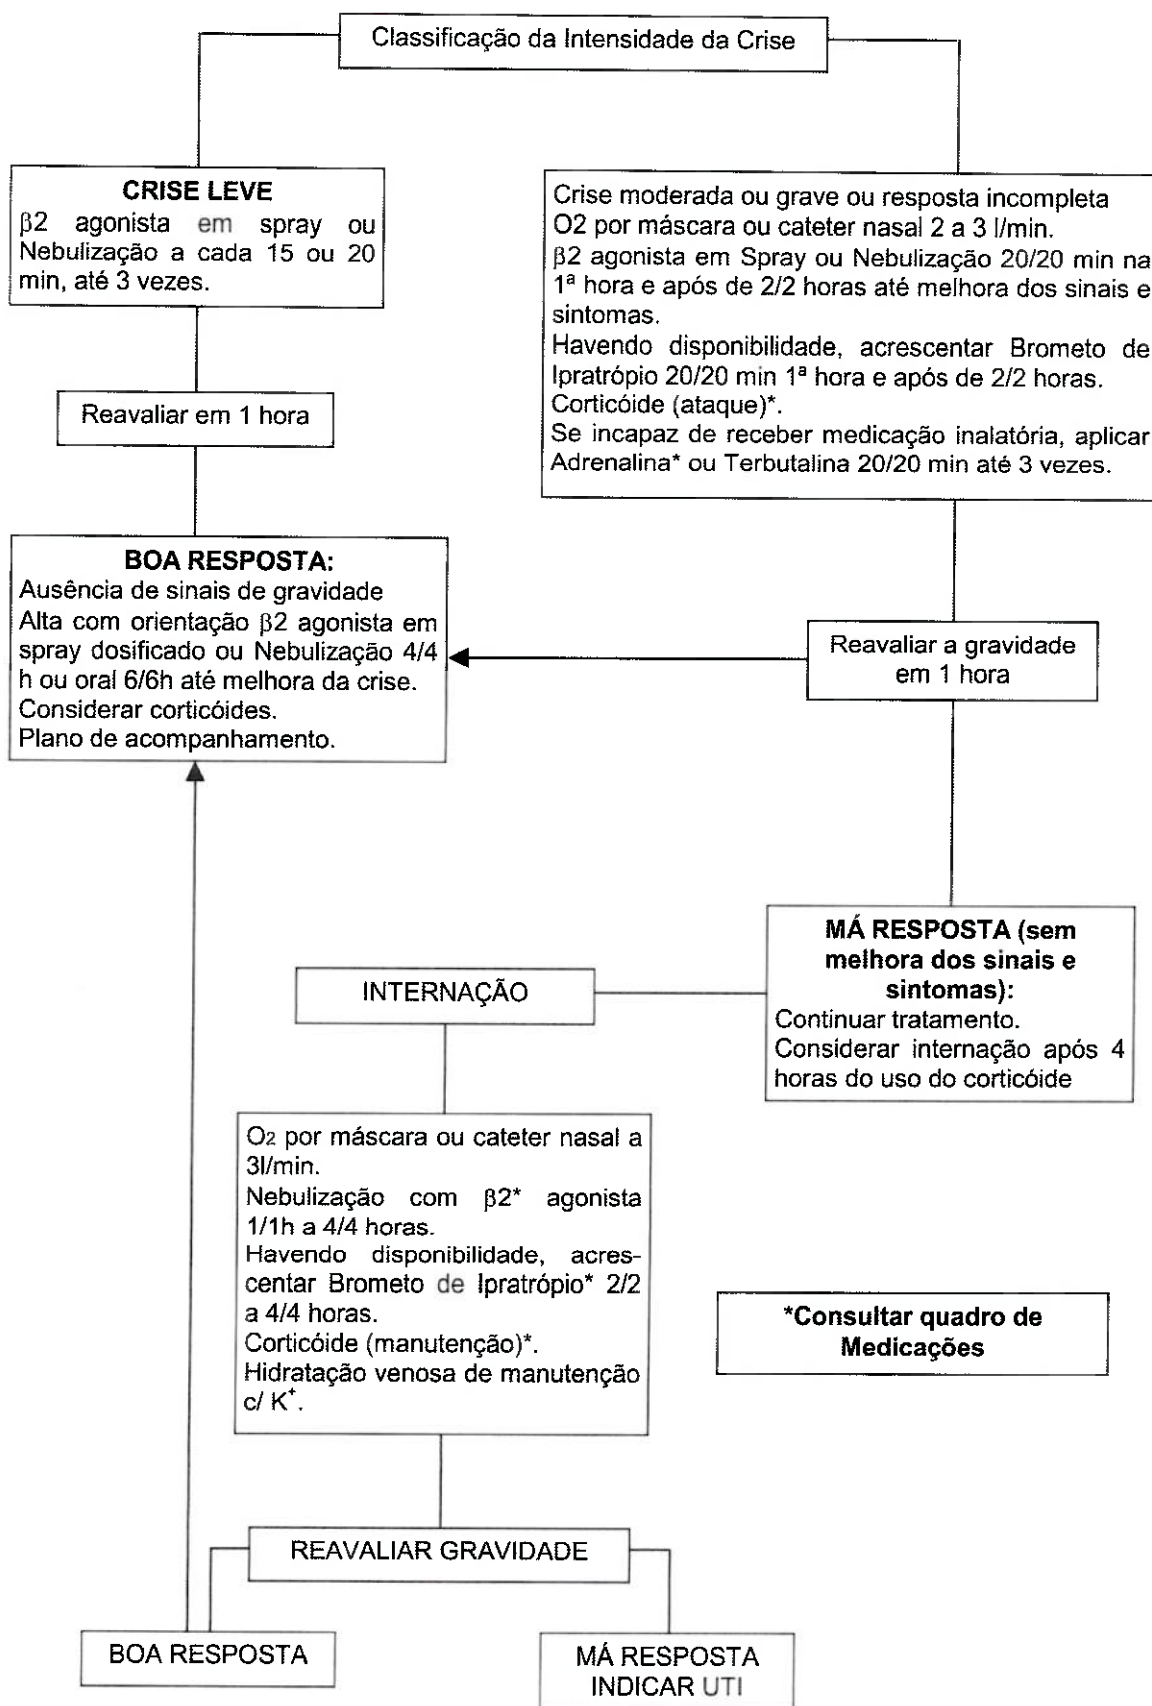 Classificação da Intensidade da Crise
CRISE LEVE
β2 agonista em spray ou
Nebulização a cada 15 ou 20
min, até 3 vezes.
Crise moderada ou grave ou resposta incompleta
O2 por máscara ou cateter nasal 2 a 3 l/min.
β2 agonista em Spray ou Nebulização 20/20 min na
1ª hora e após de 2/2 horas até melhora dos sinais e
sintomas.
Havendo disponibilidade, acrescentar Brometo de
Ipratrópio 20/20 min 1ª hora e após de 2/2 horas.
Corticóide (ataque)*.
Se incapaz de receber medicação inalatória, aplicar
Adrenalina* ou Terbutalina 20/20 min até 3 vezes.
Reavaliar em 1 hora
BOA RESPOSTA:
Ausência de sinais de gravidade
Alta com orientação β2 agonista em
spray dosificado ou Nebulização 4/4
h ou oral 6/6h até melhora da crise.
Considerar corticóides.
Plano de acompanhamento.
Reavaliar a gravidade
em 1 hora
MÁ RESPOSTA (sem
melhora dos sinais e
sintomas):
Continuar tratamento.
Considerar internação após 4
horas do uso do corticóide
INTERNAÇÃO
O2 por máscara ou cateter nasal a
3l/min.
Nebulização com β2* agonista
1/1h a 4/4 horas.
Havendo disponibilidade, acres-
centar Brometo de Ipratrópio* 2/2
a 4/4 horas.
Corticóide (manutenção)*.
Hidratação venosa de manutenção
c/ K+.
*Consultar quadro de
Medicações
REAVALIAR GRAVIDADE
BOA RESPOSTA
MÁ RESPOSTA
INDICAR UTI